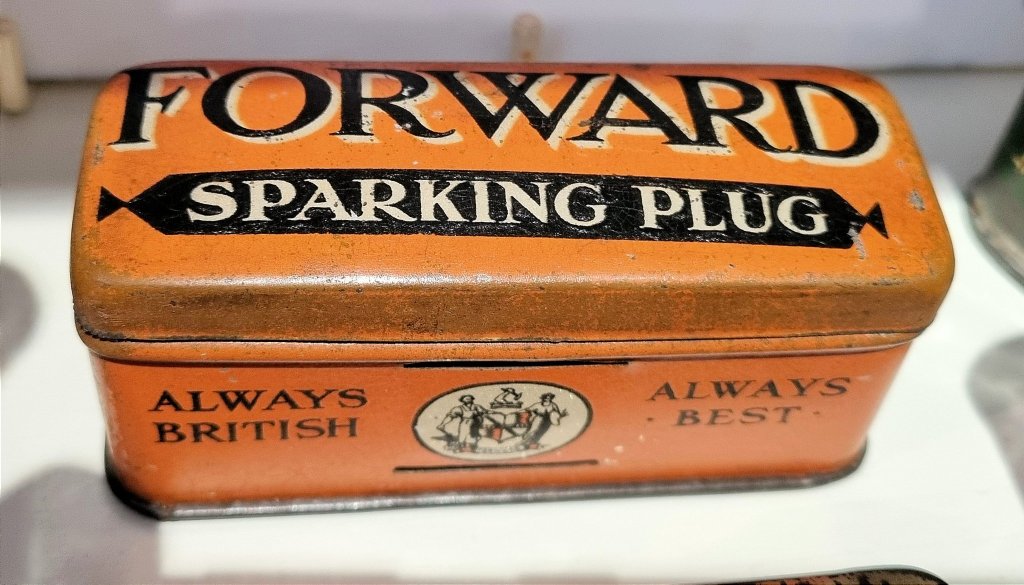 FORWARD
SPARKING PLUG
ALWAYS
BRITISH
ALWAYS
· BEST ·